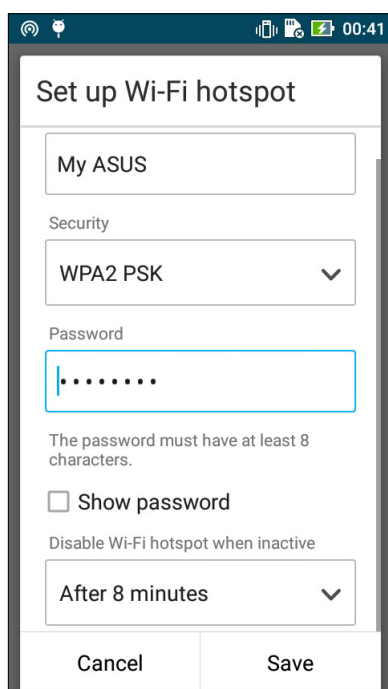 00:41
Set up Wi-Fi hotspot
My ASUS
Security
WPA2 PSK
Password
••••••••
The password must have at least 8
characters.
Show password
Disable Wi-Fi hotspot when inactive
After 8 minutes
Cancel Save